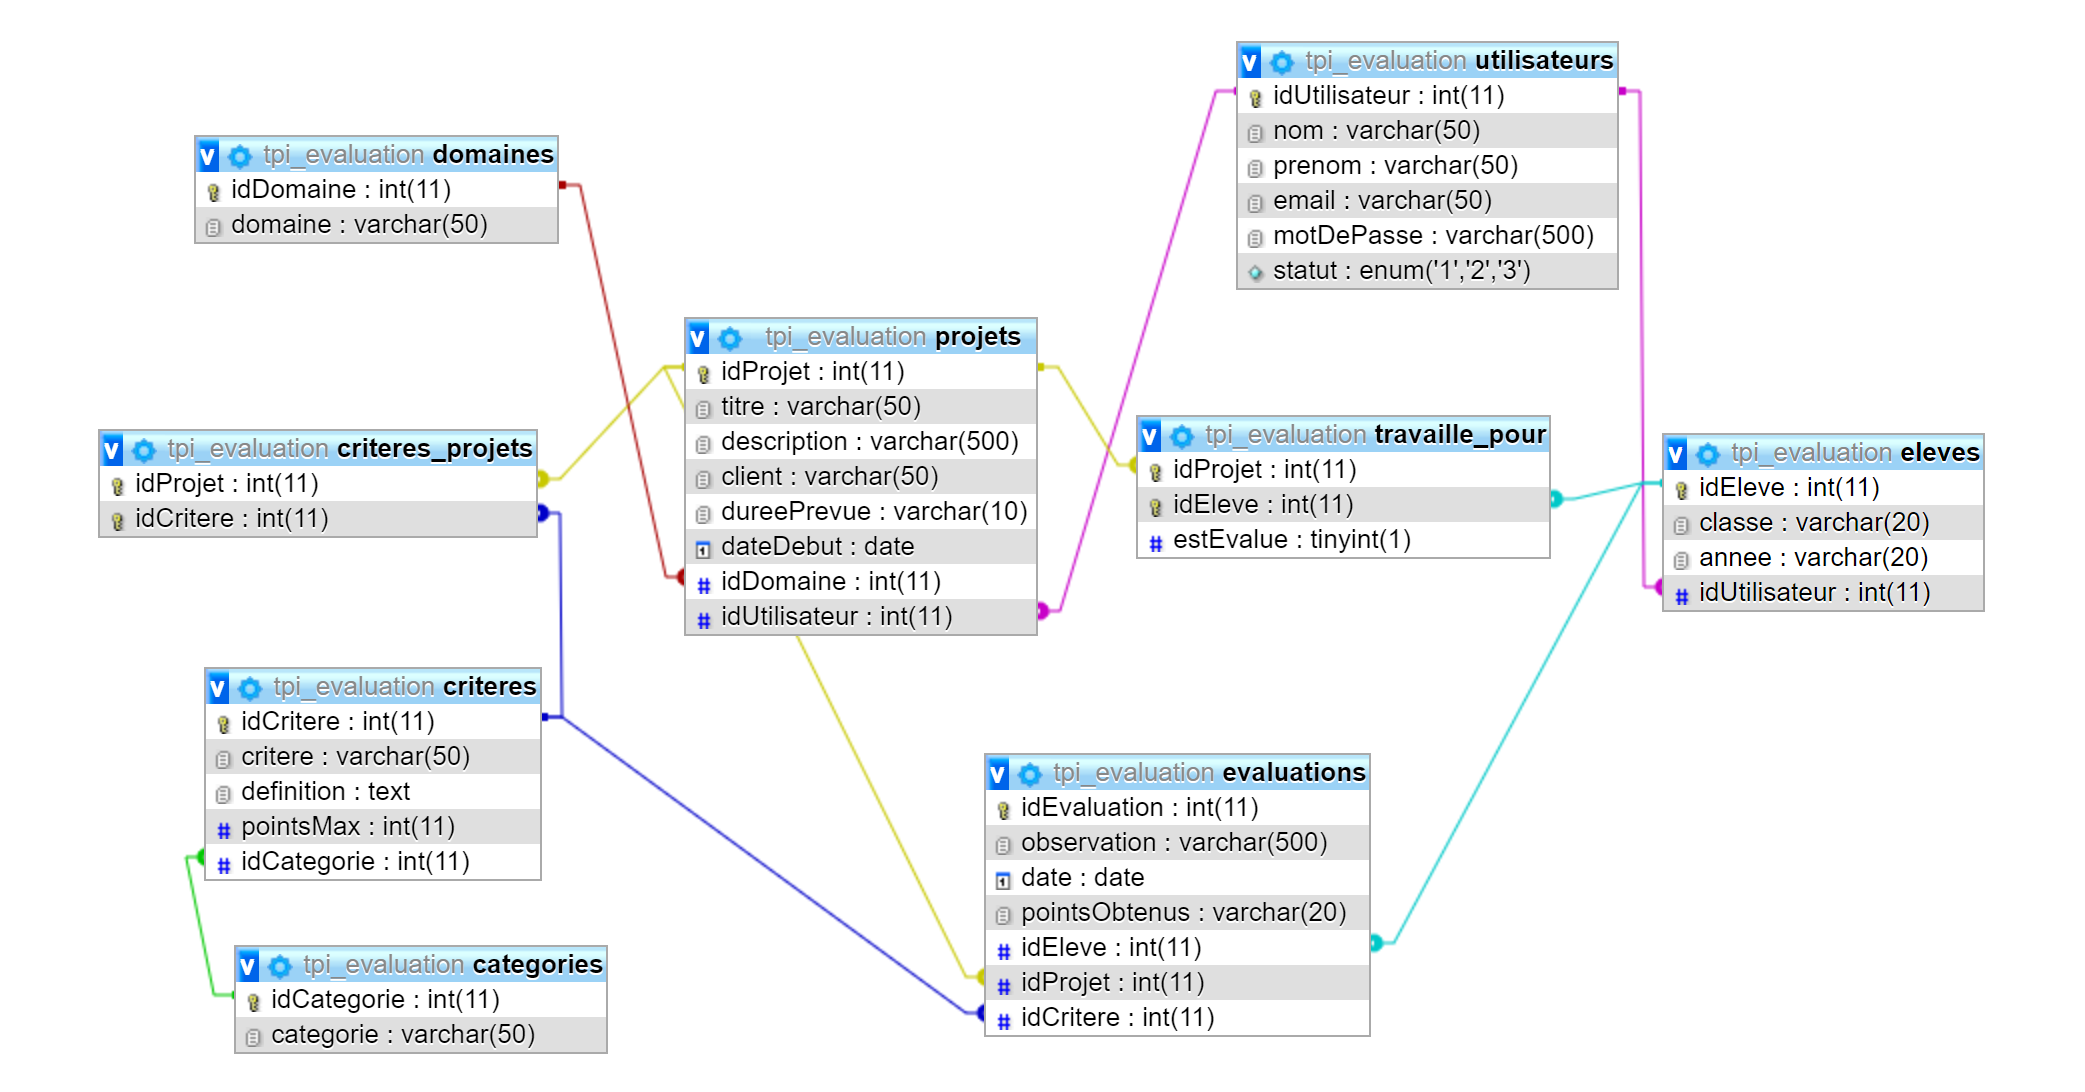 tpi_evaluation utilisateurs
idUtilisateur : int(11)
nom : varchar(50)
prenom : varchar(50)
email : varchar(50)
motDePasse : varchar(500)
statut : enum('1','2','3')
tpi_evaluation domaines
idDomaine : int(11)
domaine : varchar(50)
tpi_evaluation projets
idProjet : int(11)
titre : varchar(50)
description : varchar(500)
client : varchar(50)
dureePrevue : varchar(10)
dateDebut : date
idDomaine : int(11)
idUtilisateur : int(11)
tpi_evaluation travaille_pour
idProjet : int(11)
idEleve : int(11)
estEvalue : tinyint(1)
tpi_evaluation eleves
idEleve : int(11)
classe : varchar(20)
annee : varchar(20)
idUtilisateur : int(11)
tpi_evaluation criteres_projets
idProjet : int(11)
idCritere : int(11)
tpi_evaluation criteres
idCritere : int(11)
critere : varchar(50)
definition : text
pointsMax : int(11)
idCategorie : int(11)
tpi_evaluation evaluations
idEvaluation : int(11)
observation : varchar(500)
date : date
pointsObtenus : varchar(20)
idEleve : int(11)
idProjet : int(11)
idCritere : int(11)
tpi_evaluation categories
idCategorie : int(11)
categorie : varchar(50)